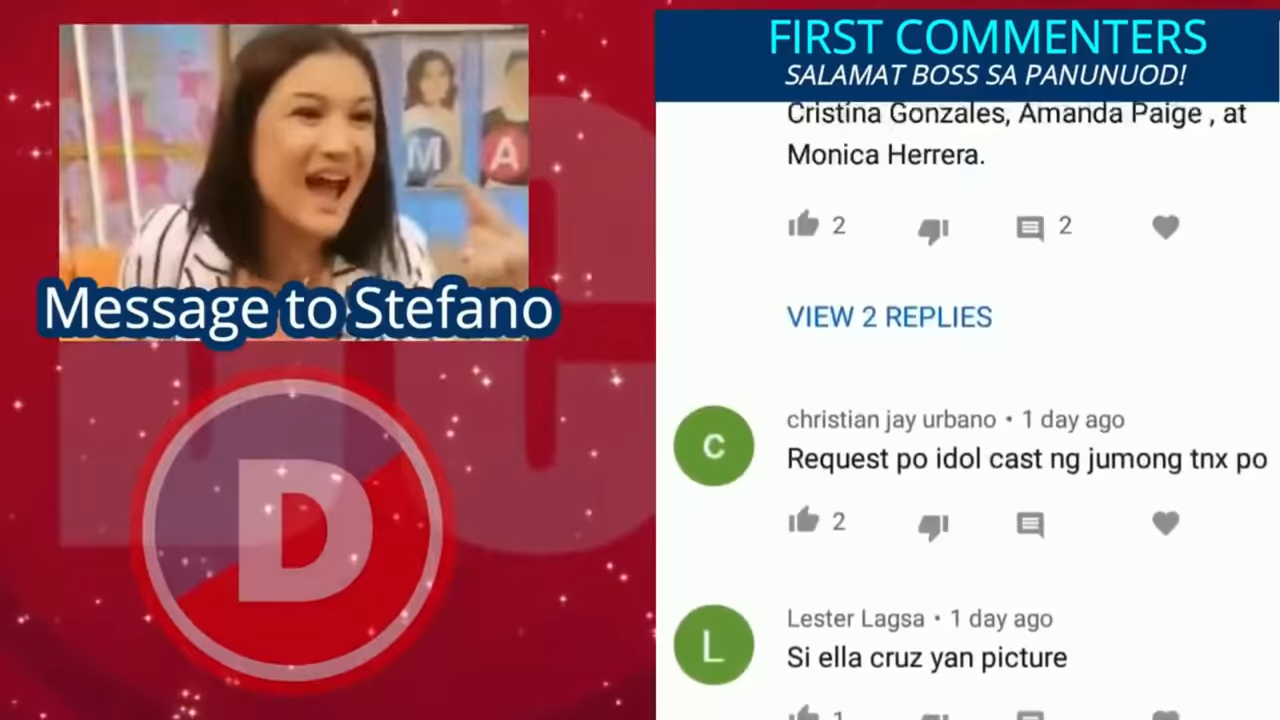 M A
Message to Stefano
D
FIRST COMMENTERS
SALAMAT BOSS SA PANUNUOD!
Cristina Gonzales, Amanda Paige , at
Monica Herrera.
2 2
VIEW 2 REPLIES
C
christian jay urbano • 1 day ago
Request po idol cast ng jumong tnx po
2
L
Lester Lagsa • 1 day ago
Si ella cruz yan picture
1